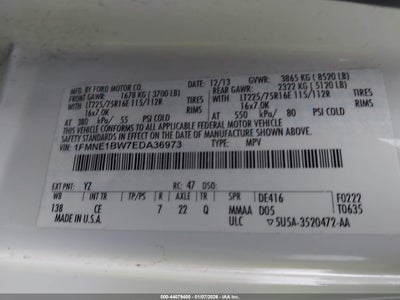 MFD. BY FORD MOTOR CO.
12/13 GVWR: 3865 KG ( 8520 LB)
FRONT GAWR: 1678 KG ( 3700 LB) REAR GAWR: 2322 KG ( 5120 LB)
WITH LT225/75R16E 115/112R TIRES WITH LT225/75R16E 115/112R TIRES
16x7.0K RIMS 16x7.0K RIMS
AT 380 kPa/ 55 PSI COLD AT 550 kPa/ 80 PSI COLD
THIS VEHICLE CONFORMS TO ALL APPLICABLE FEDERAL MOTOR VEHICLE SAFETY STANDARDS IN EFFECT ON THE DATE OF MANUFACTURE SHOWN ABOVE.
VIN: 1FMNE1BW7EDA36973 TYPE: MPV
EXT PNT: YZ RC: 47 DSO:
WB INT TR TP/PS R AXLE TR SPR DE416 F0222
138 CE 7 22 Q MMAA D05 T0635
MADE IN U.S.A. ULC 5U5A-3520472-AA
000-44079400 - 01/07/2026 -